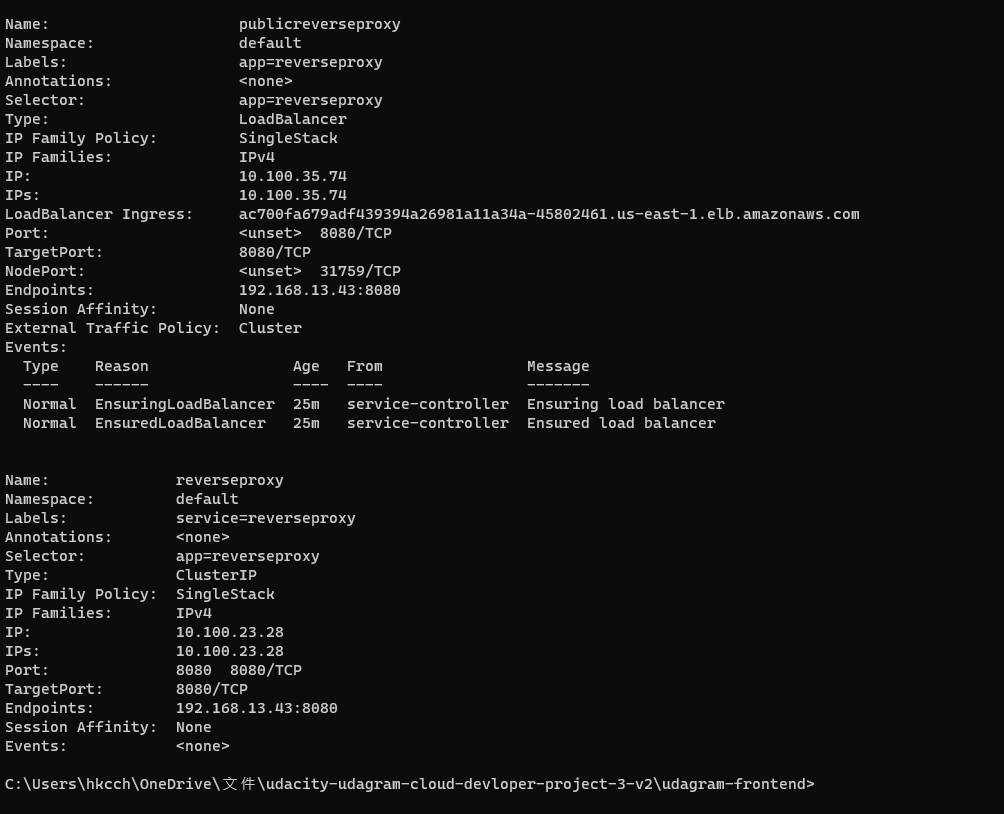 Name:                     publicreverseproxy
Namespace:                default
Labels:                   app=reverseproxy
Annotations:              <none>
Selector:                 app=reverseproxy
Type:                     LoadBalancer
IP Family Policy:         SingleStack
IP Families:              IPv4
IP:                       10.100.35.74
IPs:                      10.100.35.74
LoadBalancer Ingress:     ac700fa679adf439394a26981a11a34a-45802461.us-east-1.elb.amazonaws.com
Port:                     <unset>  8080/TCP
TargetPort:               8080/TCP
NodePort:                 <unset>  31759/TCP
Endpoints:                192.168.13.43:8080
Session Affinity:         None
External Traffic Policy:  Cluster
Events:
  Type    Reason                Age   From                Message
  ----    ------                ----  ----                -------
  Normal  EnsuringLoadBalancer  25m   service-controller  Ensuring load balancer
  Normal  EnsuredLoadBalancer   25m   service-controller  Ensured load balancer
Name:              reverseproxy
Namespace:         default
Labels:            service=reverseproxy
Annotations:       <none>
Selector:          app=reverseproxy
Type:              ClusterIP
IP Family Policy:  SingleStack
IP Families:       IPv4
IP:                10.100.23.28
IPs:               10.100.23.28
Port:              8080  8080/TCP
TargetPort:        8080/TCP
Endpoints:         192.168.13.43:8080
Session Affinity:  None
Events:            <none>
C:\Users\hkcch\OneDrive\文件\udacity-udagram-cloud-devloper-project-3-v2\udagram-frontend>